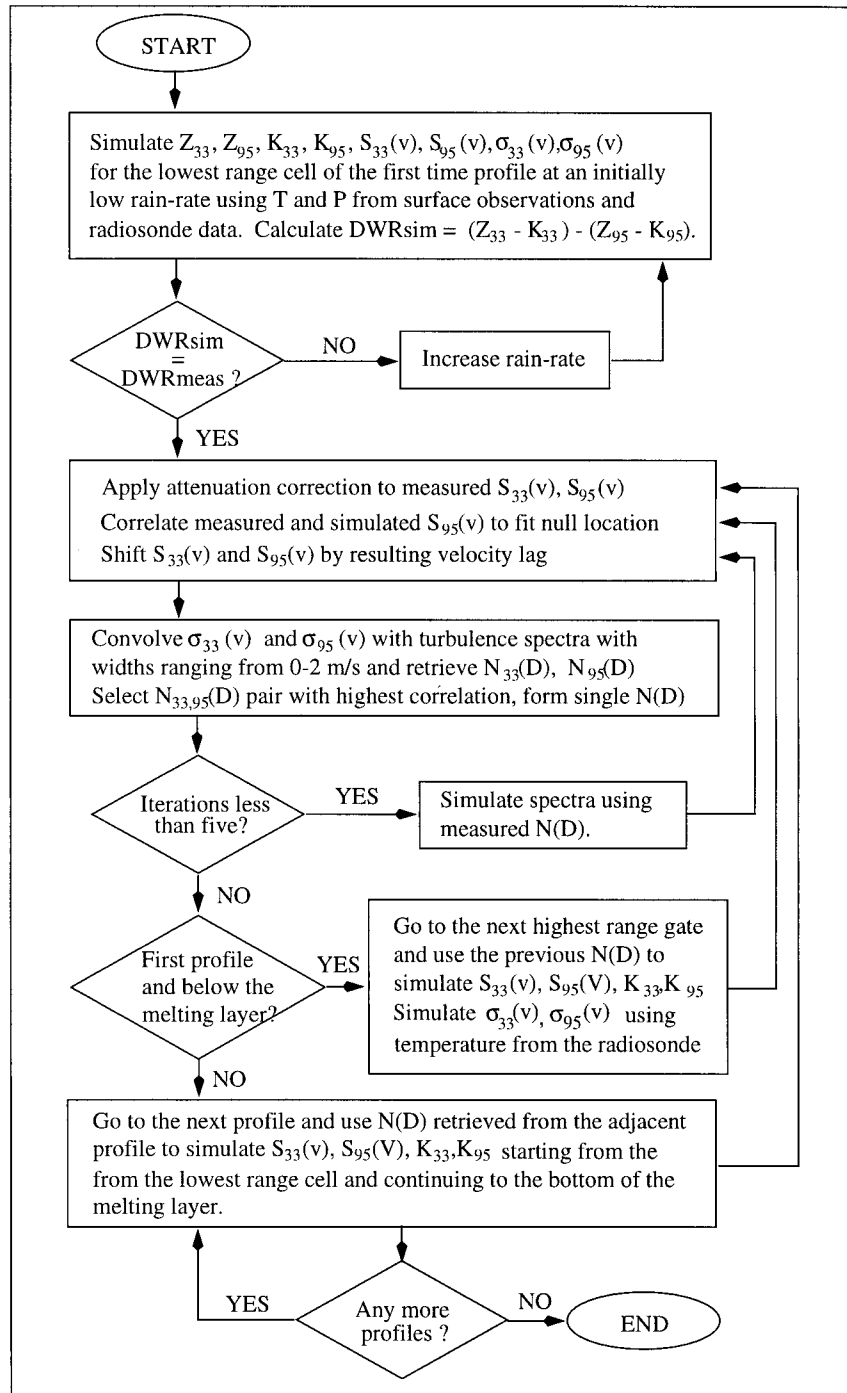 START
Simulate Z33, Z95, K33, K95, S33(v), S95(v), σ33(v), σ95(v)
for the lowest range cell of the first time profile at an initially
low rain-rate using T and P from surface observations and
radiosonde data. Calculate DWRsim = (Z33 - K33) - (Z95 - K95).
DWRsim
=
DWRmeas ?
NO
Increase rain-rate
YES
Apply attenuation correction to measured S33(v), S95(v)
Correlate measured and simulated S95(v) to fit null location
Shift S33(v) and S95(v) by resulting velocity lag
Convolve σ33(v) and σ95(v) with turbulence spectra with
widths ranging from 0-2 m/s and retrieve N33(D), N95(D)
Select N33,95(D) pair with highest correlation, form single N(D)
Iterations less
than five?
YES
Simulate spectra using
measured N(D).
NO
First profile
and below the
melting layer?
YES
Go to the next highest range gate
and use the previous N(D) to
simulate S33(v), S95(V), K33,K95
Simulate σ33(v), σ95(v) using
temperature from the radiosonde
NO
Go to the next profile and use N(D) retrieved from the adjacent
profile to simulate S33(v), S95(V), K33,K95 starting from the
from the lowest range cell and continuing to the bottom of the
melting layer.
YES
Any more
profiles ?
NO
END